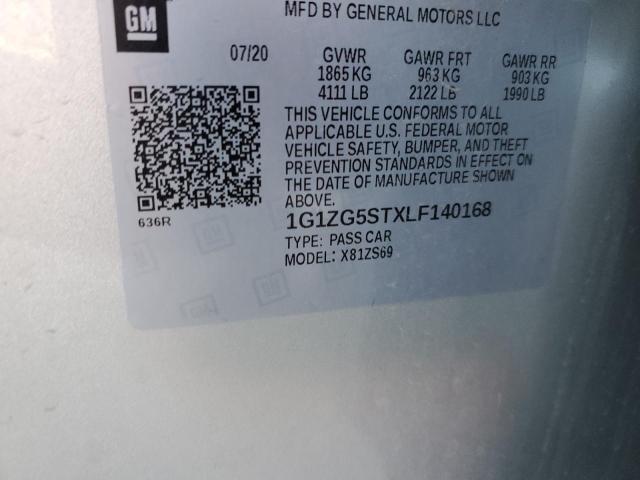 GM
MFD BY GENERAL MOTORS LLC
07/20 GVWR GAWR FRT GAWR RR
1865 KG 963 KG 903 KG
4111 LB 2122 LB 1990 LB
THIS VEHICLE CONFORMS TO ALL
APPLICABLE U.S. FEDERAL MOTOR
VEHICLE SAFETY, BUMPER, AND THEFT
PREVENTION STANDARDS IN EFFECT ON
THE DATE OF MANUFACTURE SHOWN
ABOVE.
636R
1G1ZG5STXLF140168
TYPE: PASS CAR
MODEL: X81ZS69